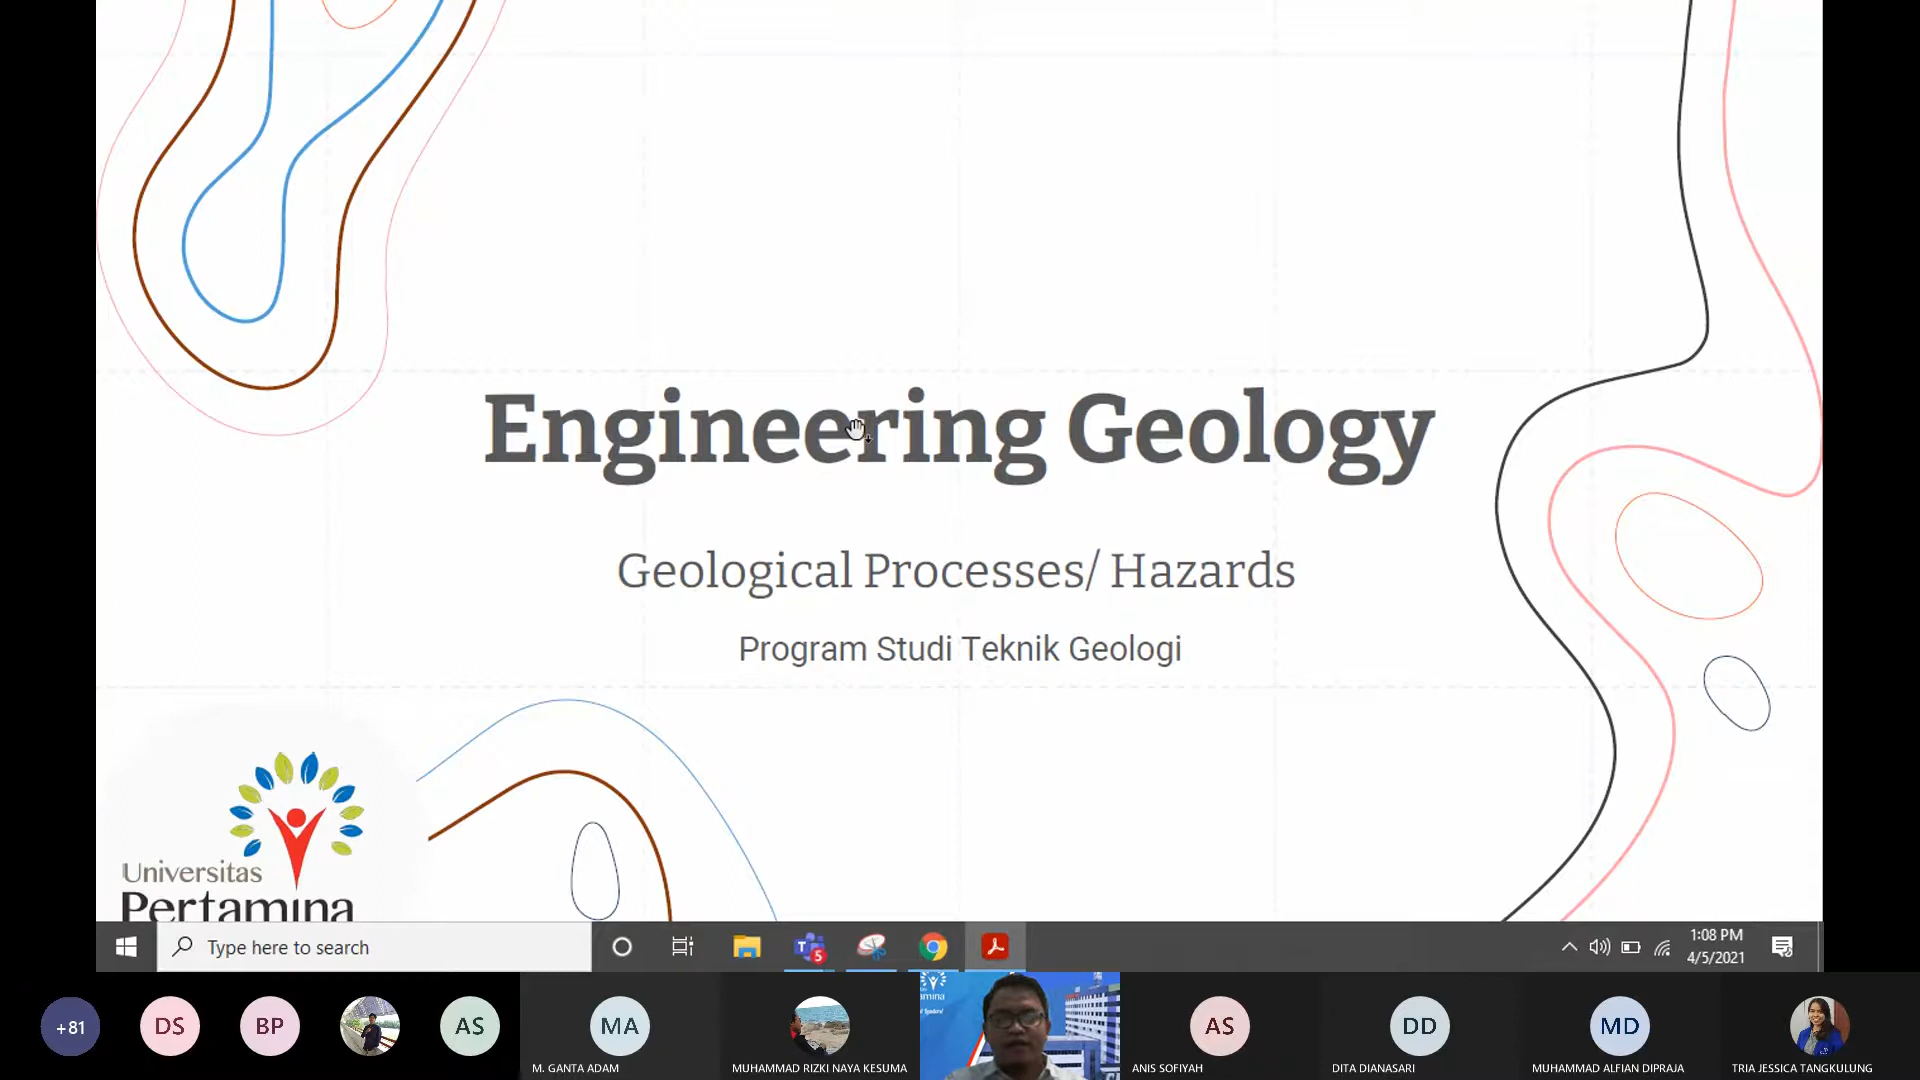 Engineering Geology
Geological Processes/ Hazards
Program Studi Teknik Geologi
Universitas
Pertamina
Type here to search
5
1:08 PM
4/5/2021
+81
DS
BP
AS
MA
AS
DD
MD
M. GANTA ADAM
MUHAMMAD RIZKI NAYA KESUMA
ANIS SOFIYAH
DITA DIANASARI
MUHAMMAD ALFIAN DIPRAJA
TRIA JESSICA TANGKULUNG